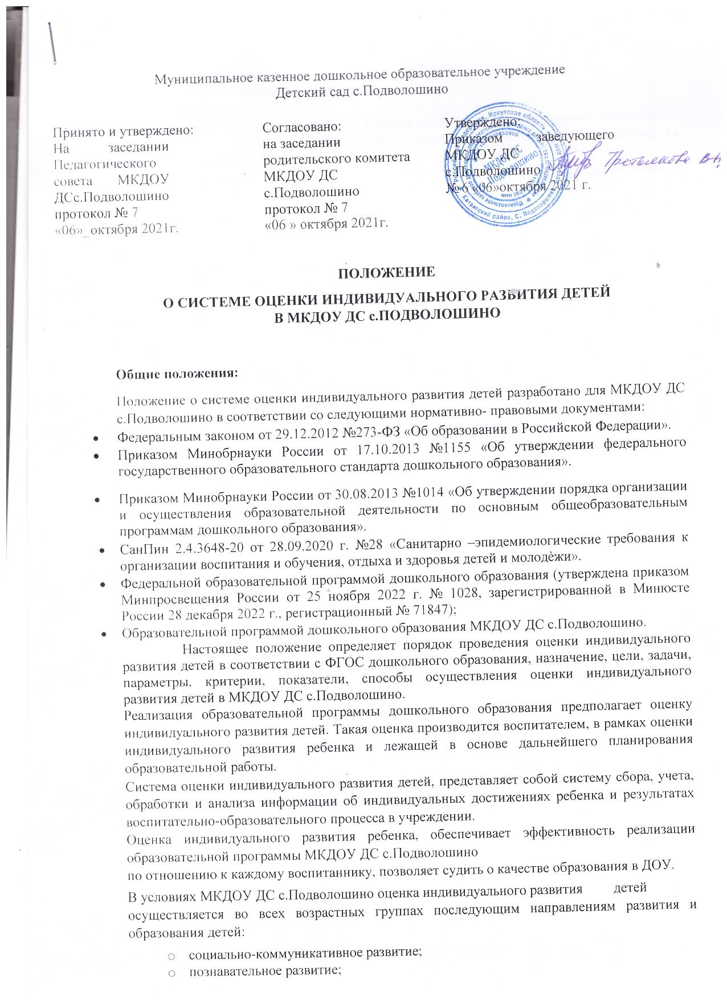 Муниципальное казенное дошкольное образовательное учреждение
Детский сад с.Подволошино
Принято и утверждено:
На заседании
Педагогического
совета МКДОУ
ДСс.Подволошино
протокол № 7
«06»_октября 2021г.
Согласовано:
на заседании
родительского комитета
МКДОУ ДС
с.Подволошино
протокол № 7
«06 » октября 2021г.
Утверждено:
Приказом заведующего
МКДОУ ДС
с.Подволошино
№ 6 «06»октября 2021 г.
Третьякова В.Н.
МКДОУ ДС
с. Подволошино
ПОЛОЖЕНИЕ
О СИСТЕМЕ ОЦЕНКИ ИНДИВИДУАЛЬНОГО РАЗВИТИЯ ДЕТЕЙ
В МКДОУ ДС с.ПОДВОЛОШИНО
Общие положения:
Положение о системе оценки индивидуального развития детей разработано для МКДОУ ДС
с.Подволошино в соответствии со следующими нормативно- правовыми документами:
• Федеральным законом от 29.12.2012 №273-ФЗ «Об образовании в Российской Федерации».
• Приказом Минобрнауки России от 17.10.2013 №1155 «Об утверждении федерального
государственного образовательного стандарта дошкольного образования».
• Приказом Минобрнауки России от 30.08.2013 №1014 «Об утверждении порядка организации
и осуществления образовательной деятельности по основным общеобразовательным
программам дошкольного образования».
• СанПин 2.4.3648-20 от 28.09.2020 г. №28 «Санитарно –эпидемиологические требования к
организации воспитания и обучения, отдыха и здоровья детей и молодѐжи».
• Федеральной образовательной программой дошкольного образования (утверждена приказом
Минпросвещения России от 25 ноября 2022 г. № 1028, зарегистрированной в Минюсте
России 28 декабря 2022 г., регистрационный № 71847);
• Образовательной программой дошкольного образования МКДОУ ДС с.Подволошино.
Настоящее положение определяет порядок проведения оценки индивидуального
развития детей в соответствии с ФГОС дошкольного образования, назначение, цели, задачи,
параметры, критерии, показатели, способы осуществления оценки индивидуального
развития детей в МКДОУ ДС с.Подволошино.
Реализация образовательной программы дошкольного образования предполагает оценку
индивидуального развития детей. Такая оценка производится воспитателем, в рамках оценки
индивидуального развития ребенка и лежащей в основе дальнейшего планирования
образовательной работы.
Система оценки индивидуального развития детей, представляет собой систему сбора, учета,
обработки и анализа информации об индивидуальных достижениях ребенка и результатах
воспитательно-образовательного процесса в учреждении.
Оценка индивидуального развития ребенка, обеспечивает эффективность реализации
образовательной программы МКДОУ ДС с.Подволошино
по отношению к каждому воспитаннику, позволяет судить о качестве образования в ДОУ.
В условиях МКДОУ ДС с.Подволошино оценка индивидуального развития детей
осуществляется во всех возрастных группах последующим направлениям развития и
образования детей:
o социально-коммуникативное развитие;
o познавательное развитие;